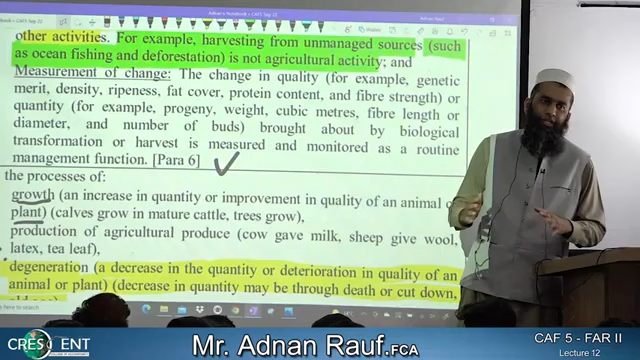 Adnan's Notebook - CAF5 Sep 22
Adnan Rauf
other activities. For example, harvesting from unmanaged sources (such
as ocean fishing and deforestation) is not agricultural activity; and
Measurement of change: The change in quality (for example, genetic
merit, density, ripeness, fat cover, protein content, and fibre strength) or
quantity (for example, progeny, weight, cubic metres, fibre length or
diameter, and number of buds) brought about by biological
transformation or harvest is measured and monitored as a routine
management function. [Para 6]
the processes of:
growth (an increase in quantity or improvement in quality of an animal or
plant) (calves grow in mature cattle, trees grow),
production of agricultural produce (cow gave milk, sheep give wool,
latex, tea leaf),
degeneration (a decrease in the quantity or deterioration in quality of an
animal or plant) (decrease in quantity may be through death or cut down,
CRESCENT
Mr. Adnan Rauf.FCA
CAF 5 - FAR II
Lecture 12